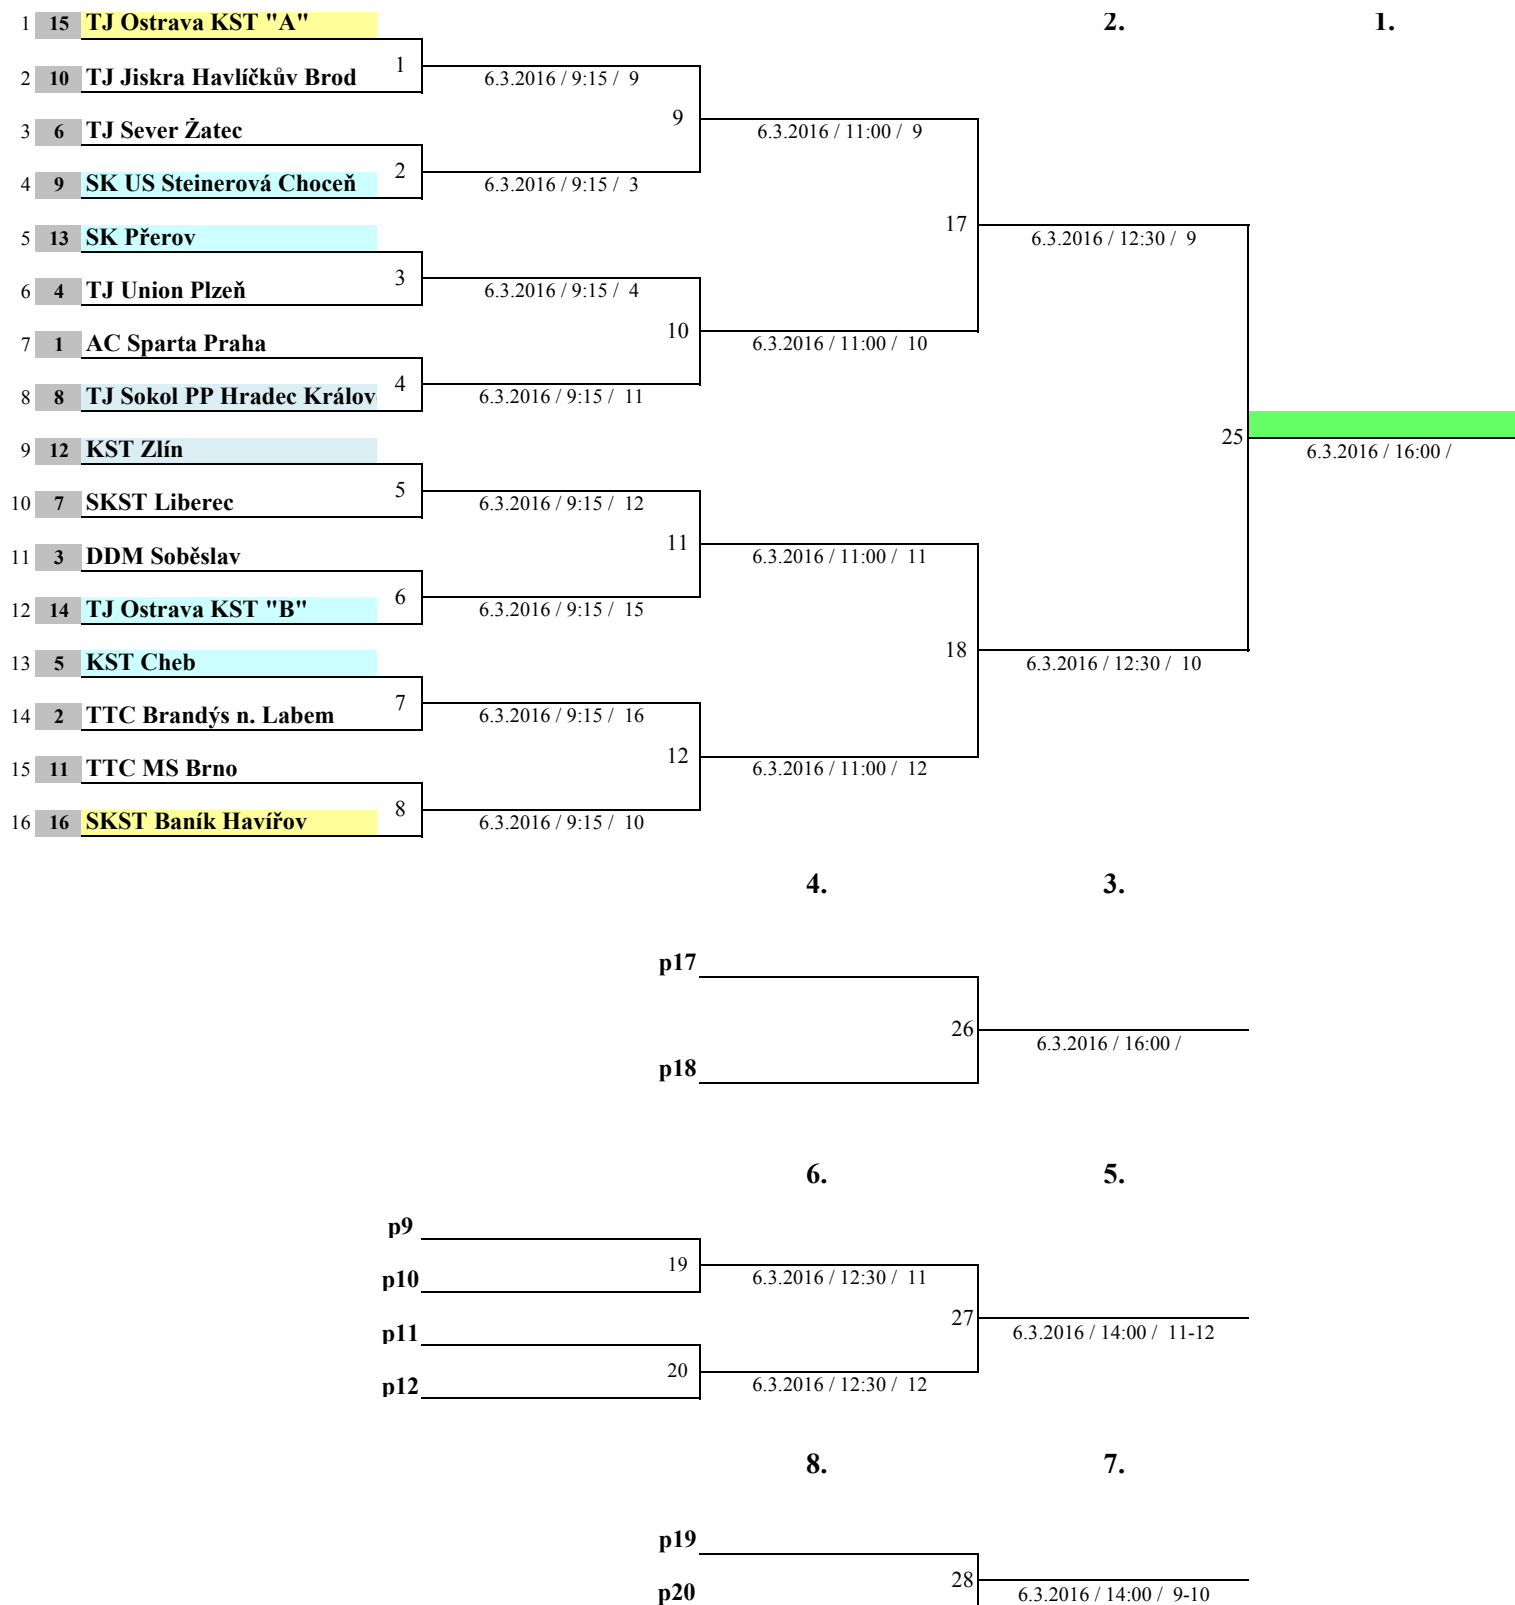 1 15 TJ Ostrava KST "A" 2. 1.
1
2 10 TJ Jiskra Havlíčkův Brod 6.3.2016 / 9:15 / 9
9
3 6 TJ Sever Žatec 6.3.2016 / 11:00 / 9
2
4 9 SK US Steinerová Choceň 6.3.2016 / 9:15 / 3
17
5 13 SK Přerov 6.3.2016 / 12:30 / 9
3
6 4 TJ Union Plzeň 6.3.2016 / 9:15 / 4
10
7 1 AC Sparta Praha 6.3.2016 / 11:00 / 10
4
8 8 TJ Sokol PP Hradec Králov 6.3.2016 / 9:15 / 11
25
9 12 KST Zlín 6.3.2016 / 16:00 /
5
10 7 SKST Liberec 6.3.2016 / 9:15 / 12
11
11 3 DDM Soběslav 6.3.2016 / 11:00 / 11
6
12 14 TJ Ostrava KST "B" 6.3.2016 / 9:15 / 15
18
13 5 KST Cheb 6.3.2016 / 12:30 / 10
7
14 2 TTC Brandýs n. Labem 6.3.2016 / 9:15 / 16
12
15 11 TTC MS Brno 6.3.2016 / 11:00 / 12
8
16 16 SKST Baník Havířov 6.3.2016 / 9:15 / 10
4. 3.
p17
26
6.3.2016 / 16:00 /
p18
6. 5.
p9
19
p10 6.3.2016 / 12:30 / 11
27
p11 6.3.2016 / 14:00 / 11-12
20
p12 6.3.2016 / 12:30 / 12
8. 7.
p19
28
p20 6.3.2016 / 14:00 / 9-10